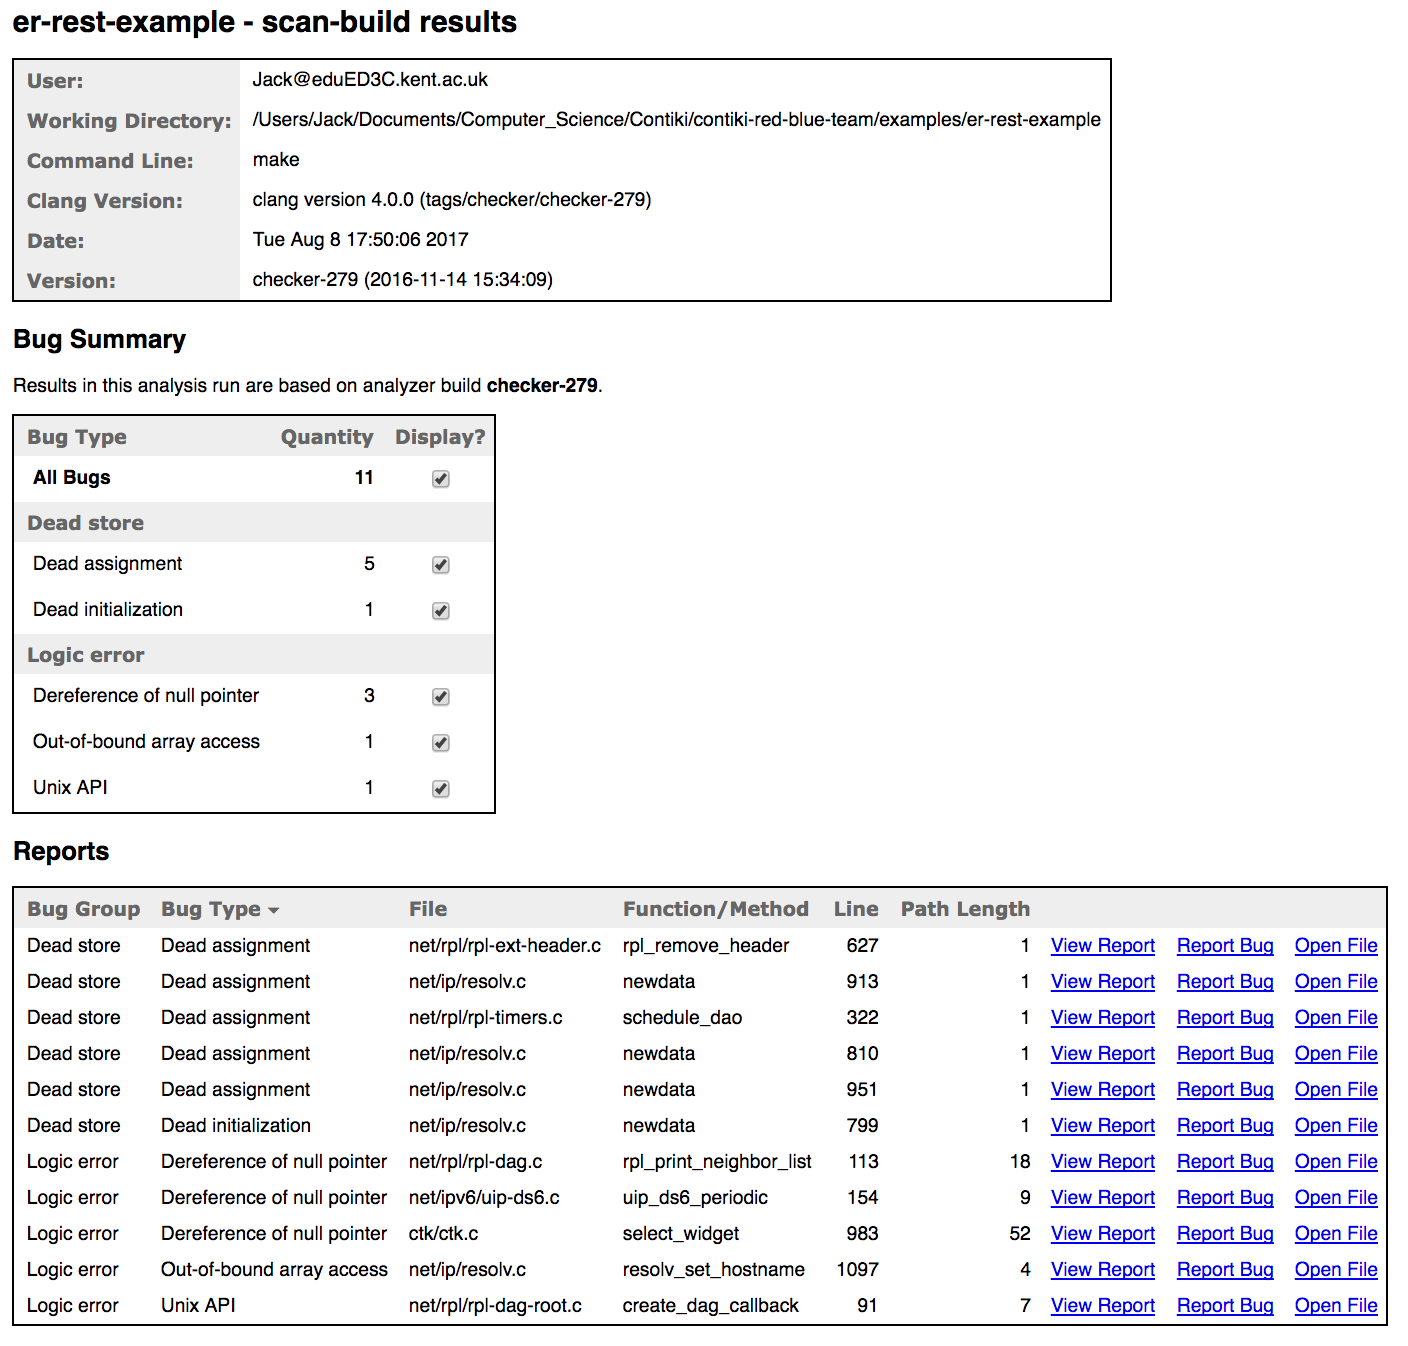 er-rest-example - scan-build results
User: Jack@eduED3C.kent.ac.uk
Working Directory: /Users/Jack/Documents/Computer_Science/Contiki/contiki-red-blue-team/examples/er-rest-example
Command Line: make
Clang Version: clang version 4.0.0 (tags/checker/checker-279)
Date: Tue Aug 8 17:50:06 2017
Version: checker-279 (2016-11-14 15:34:09)
Bug Summary
Results in this analysis run are based on analyzer build checker-279.
Bug Type Quantity Display?
All Bugs 11
Dead store
Dead assignment 5
Dead initialization 1
Logic error
Dereference of null pointer 3
Out-of-bound array access 1
Unix API 1
Reports
Bug Group Bug Type File Function/Method Line Path Length
Dead store Dead assignment net/rpl/rpl-ext-header.c rpl_remove_header 627 1 View Report Report Bug Open File
Dead store Dead assignment net/ip/resolv.c newdata 913 1 View Report Report Bug Open File
Dead store Dead assignment net/rpl/rpl-timers.c schedule_dao 322 1 View Report Report Bug Open File
Dead store Dead assignment net/ip/resolv.c newdata 810 1 View Report Report Bug Open File
Dead store Dead assignment net/ip/resolv.c newdata 951 1 View Report Report Bug Open File
Dead store Dead initialization net/ip/resolv.c newdata 799 1 View Report Report Bug Open File
Logic error Dereference of null pointer net/rpl/rpl-dag.c rpl_print_neighbor_list 113 18 View Report Report Bug Open File
Logic error Dereference of null pointer net/ipv6/uip-ds6.c uip_ds6_periodic 154 9 View Report Report Bug Open File
Logic error Dereference of null pointer ctk/ctk.c select_widget 983 52 View Report Report Bug Open File
Logic error Out-of-bound array access net/ip/resolv.c resolv_set_hostname 1097 4 View Report Report Bug Open File
Logic error Unix API net/rpl/rpl-dag-root.c create_dag_callback 91 7 View Report Report Bug Open File